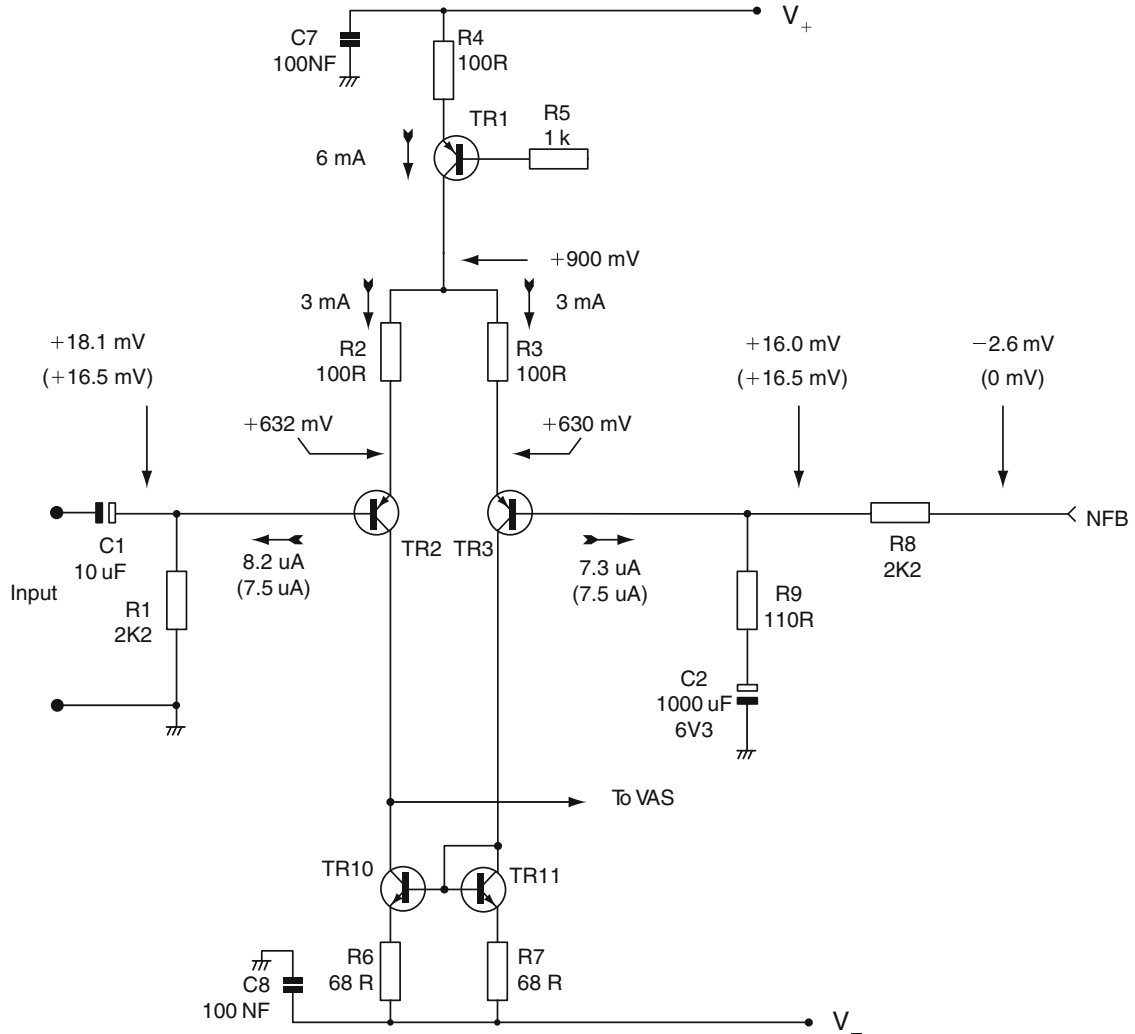 V+
C7
100NF
R4
100R
TR1
R5
1 k
6 mA
+900 mV
3 mA
3 mA
+18.1 mV
(+16.5 mV)
R2
100R
R3
100R
+16.0 mV
(+16.5 mV)
−2.6 mV
(0 mV)
+632 mV
+630 mV
C1
10 uF
TR2
TR3
NFB
R8
2K2
8.2 uA
(7.5 uA)
7.3 uA
(7.5 uA)
Input
R1
2K2
R9
110R
C2
1000 uF
6V3
To VAS
TR10
TR11
R6
68 R
R7
68 R
C8
100 NF
V−